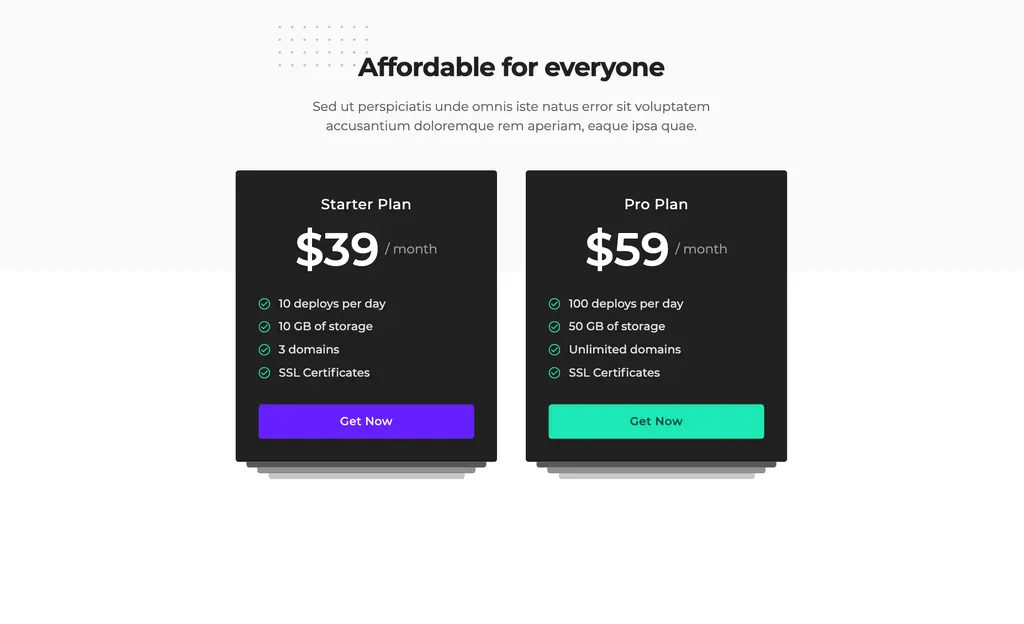 Affordable for everyone
Sed ut perspiciatis unde omnis iste natus error sit voluptatem
accusantium doloremque rem aperiam, eaque ipsa quae.
Starter Plan
$39 / month
10 deploys per day
10 GB of storage
3 domains
SSL Certificates
Get Now
Pro Plan
$59 / month
100 deploys per day
50 GB of storage
Unlimited domains
SSL Certificates
Get Now